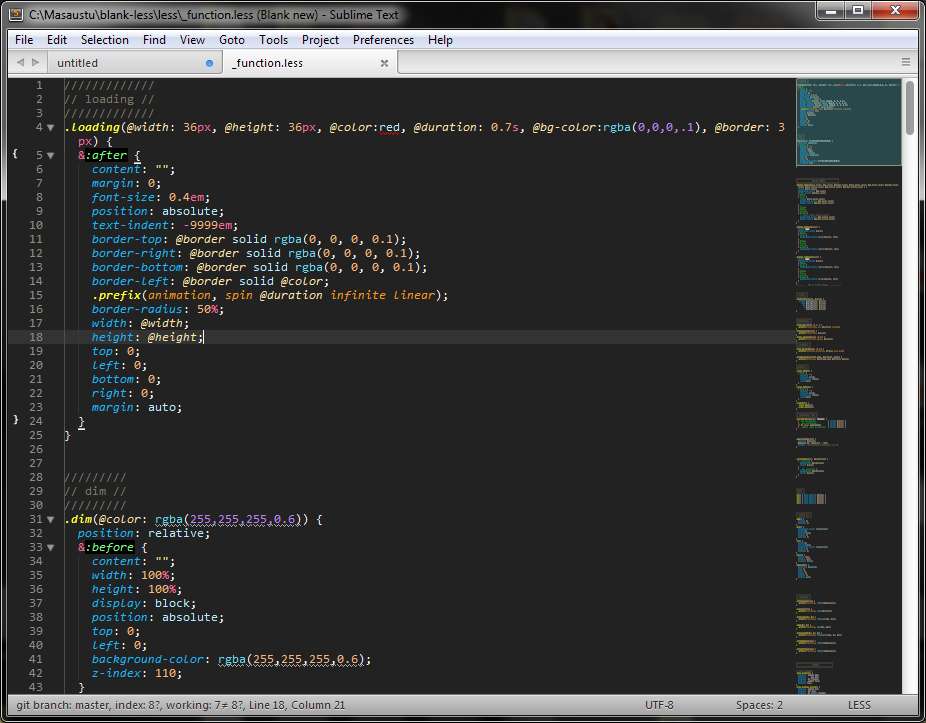 C:\Masaustu\blank-less\less\_function.less (Blank new) - Sublime Text
File Edit Selection Find View Goto Tools Project Preferences Help
untitled _function.less
1 /////////////
2 // loading //
3 /////////////
4 .loading(@width: 36px, @height: 36px, @color:red, @duration: 0.7s, @bg-color:rgba(0,0,0,.1), @border: 3
px) {
{ 5 &:after {
6 content: "";
7 margin: 0;
8 font-size: 0.4em;
9 position: absolute;
10 text-indent: -9999em;
11 border-top: @border solid rgba(0, 0, 0, 0.1);
12 border-right: @border solid rgba(0, 0, 0, 0.1);
13 border-bottom: @border solid rgba(0, 0, 0, 0.1);
14 border-left: @border solid @color;
15 .prefix(animation, spin @duration infinite linear);
16 border-radius: 50%;
17 width: @width;
18 height: @height;
19 top: 0;
20 left: 0;
21 bottom: 0;
22 right: 0;
23 margin: auto;
} 24 }
25 }
26
27
28 /////////
29 // dim //
30 /////////
31 .dim(@color: rgba(255,255,255,0.6)) {
32 position: relative;
33 &:before {
34 content: "";
35 width: 100%;
36 height: 100%;
37 display: block;
38 position: absolute;
39 top: 0;
40 left: 0;
41 background-color: rgba(255,255,255,0.6);
42 z-index: 110;
43 }
git branch: master, index: 8?, working: 7≠ 8?, Line 18, Column 21 UTF-8 Spaces: 2 LESS